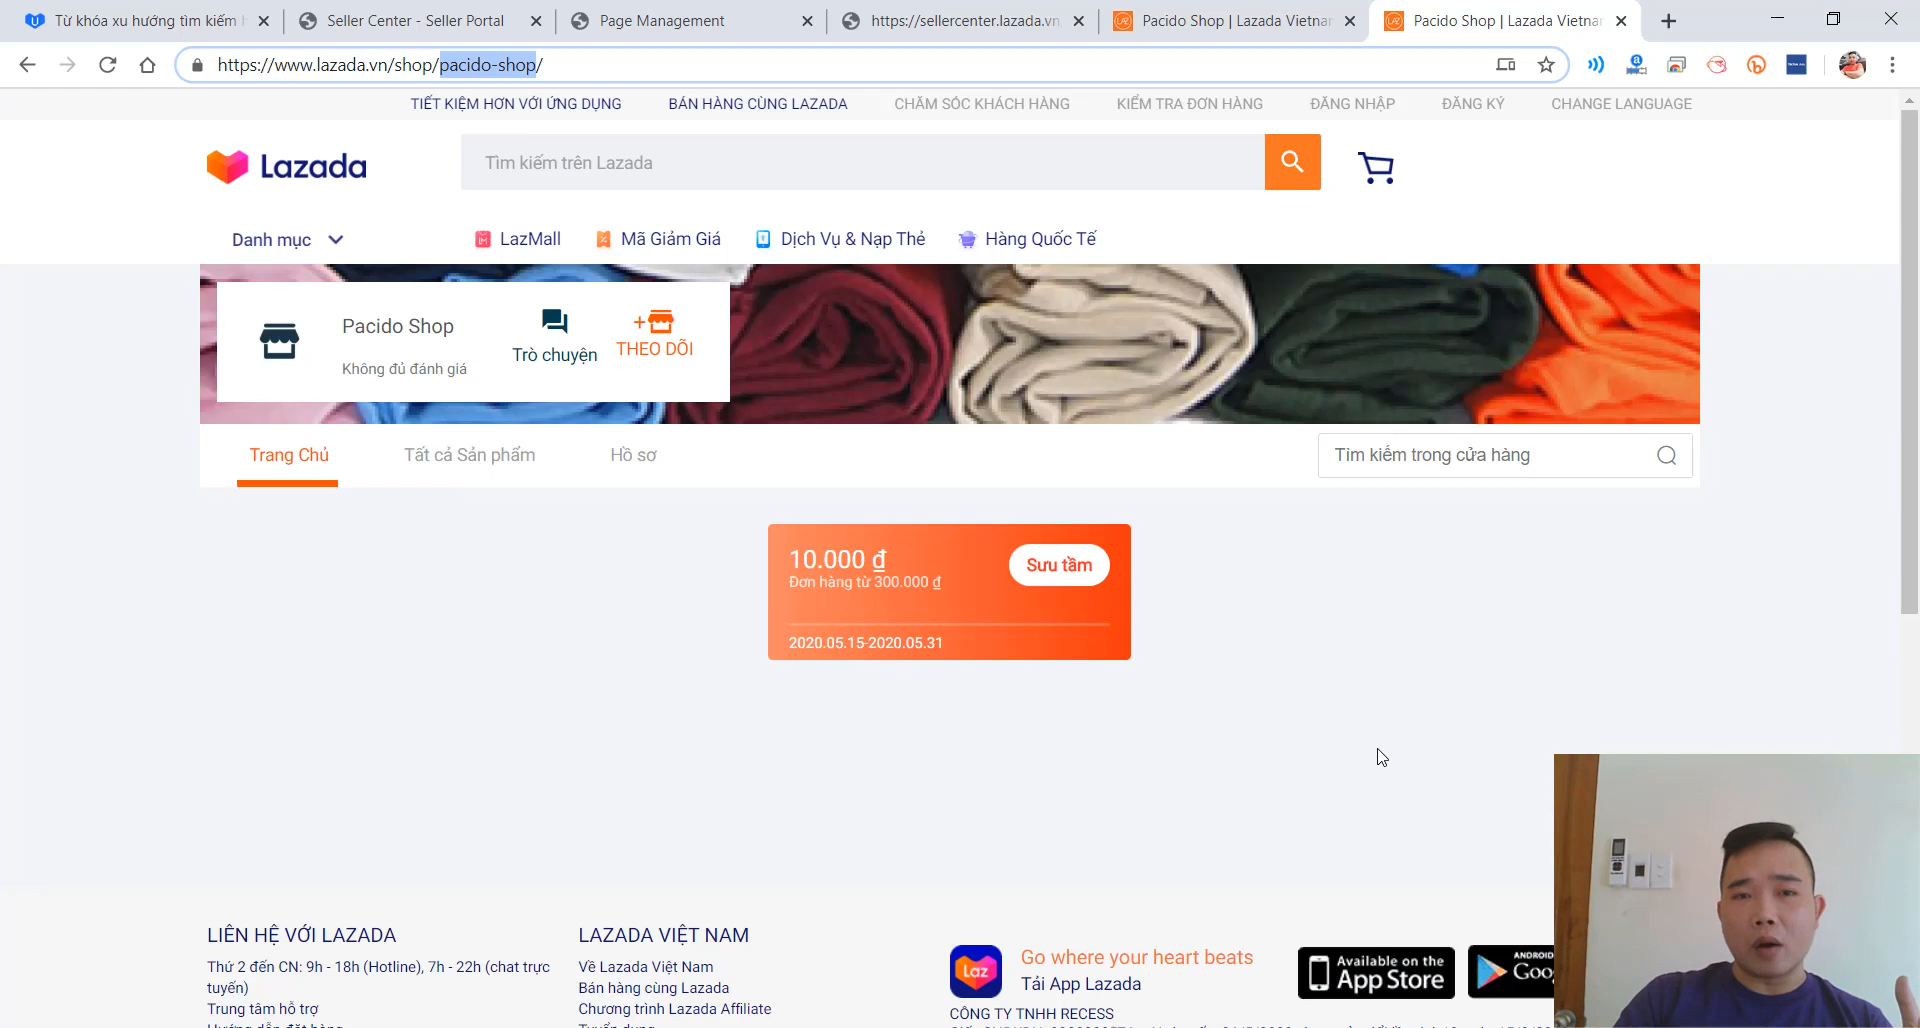 Từ khóa xu hướng tìm kiếm
Seller Center - Seller Portal
Page Management
https://sellercenter.lazada.vn
Pacido Shop | Lazada Vietnam
Pacido Shop | Lazada Vietnam
https://www.lazada.vn/shop/pacido-shop/
TIẾT KIỆM HƠN VỚI ỨNG DỤNG
BÁN HÀNG CÙNG LAZADA
CHĂM SÓC KHÁCH HÀNG
KIỂM TRA ĐƠN HÀNG
ĐĂNG NHẬP
ĐĂNG KÝ
CHANGE LANGUAGE
Lazada
Tìm kiếm trên Lazada
Danh mục
LazMall
Mã Giảm Giá
Dịch Vụ & Nạp Thẻ
Hàng Quốc Tế
Pacido Shop
Không đủ đánh giá
Trò chuyện
THEO DÕI
Trang Chủ
Tất cả Sản phẩm
Hồ sơ
Tìm kiếm trong cửa hàng
10.000 ₫
Đơn hàng từ 300.000 ₫
Sưu tầm
2020.05.15-2020.05.31
LIÊN HỆ VỚI LAZADA
Thứ 2 đến CN: 9h - 18h (Hotline), 7h - 22h (chat trực
tuyến)
Trung tâm hỗ trợ
Hướng dẫn đặt hàng
LAZADA VIỆT NAM
Về Lazada Việt Nam
Bán hàng cùng Lazada
Chương trình Lazada Affiliate
Tuyển dụng
Laz
Go where your heart beats
Tải App Lazada
Available on the
App Store
ANDROID
Goo
CÔNG TY TNHH RECESS